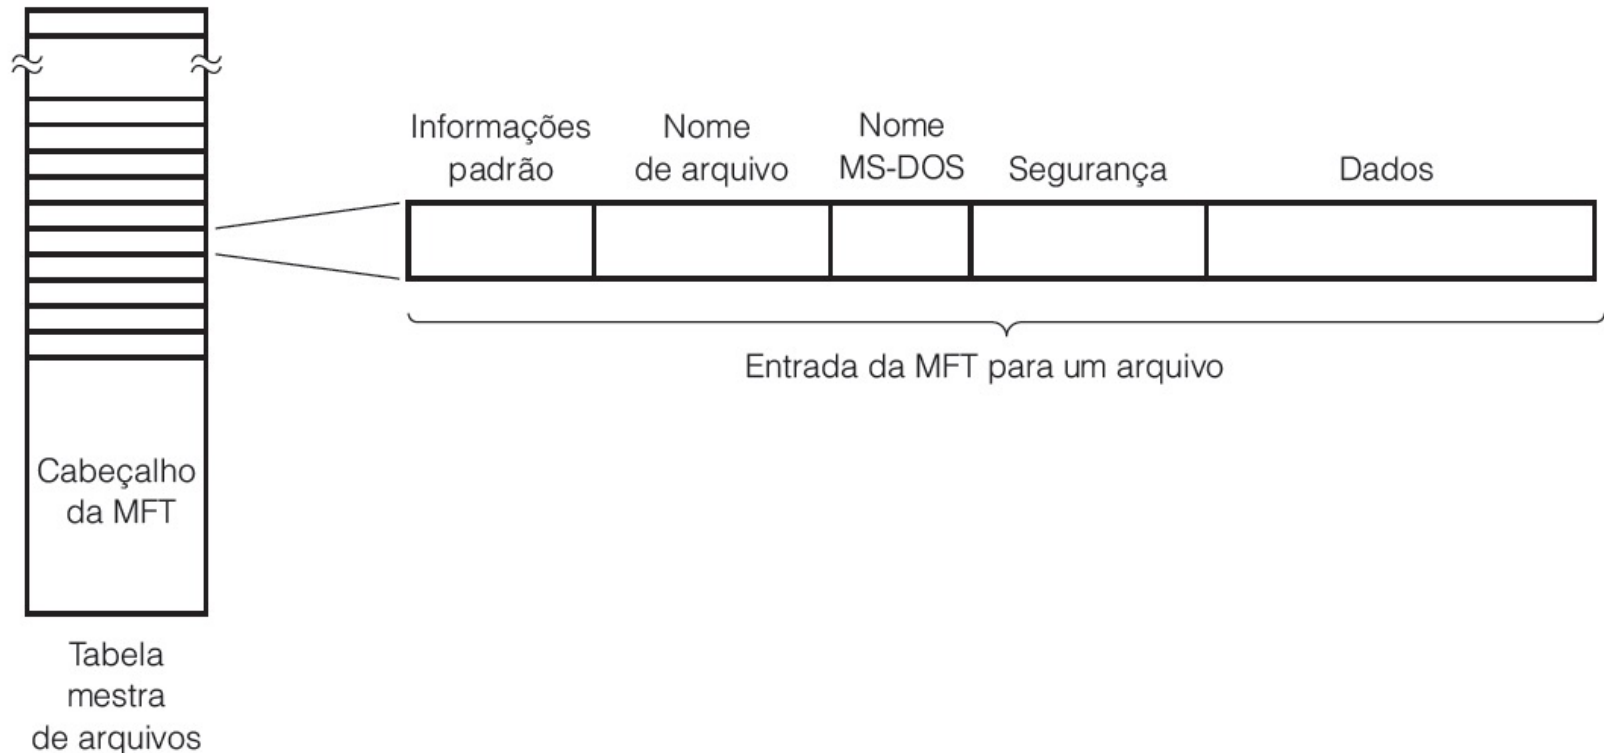 Informações
padrão
Nome
de arquivo
Nome
MS-DOS
Segurança
Dados
Entrada da MFT para um arquivo
Cabeçalho
da MFT
Tabela
mestra
de arquivos